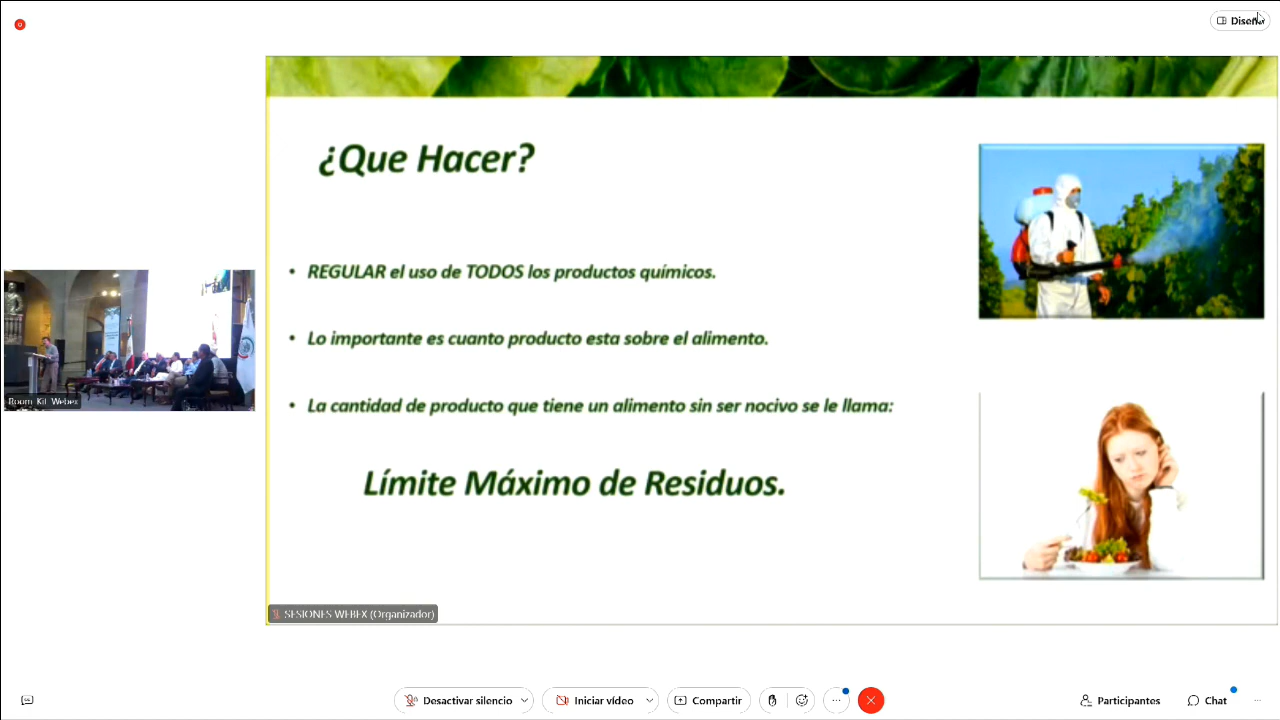 Diseño
¿Que Hacer?
• REGULAR el uso de TODOS los productos químicos.
• Lo importante es cuanto producto esta sobre el alimento.
• La cantidad de producto que tiene un alimento sin ser nocivo se le llama:
Límite Máximo de Residuos.
Room Kit Webex
SESIONES WEBEX (Organizador)
Desactivar silencio
Iniciar vídeo
Compartir
Participantes
Chat